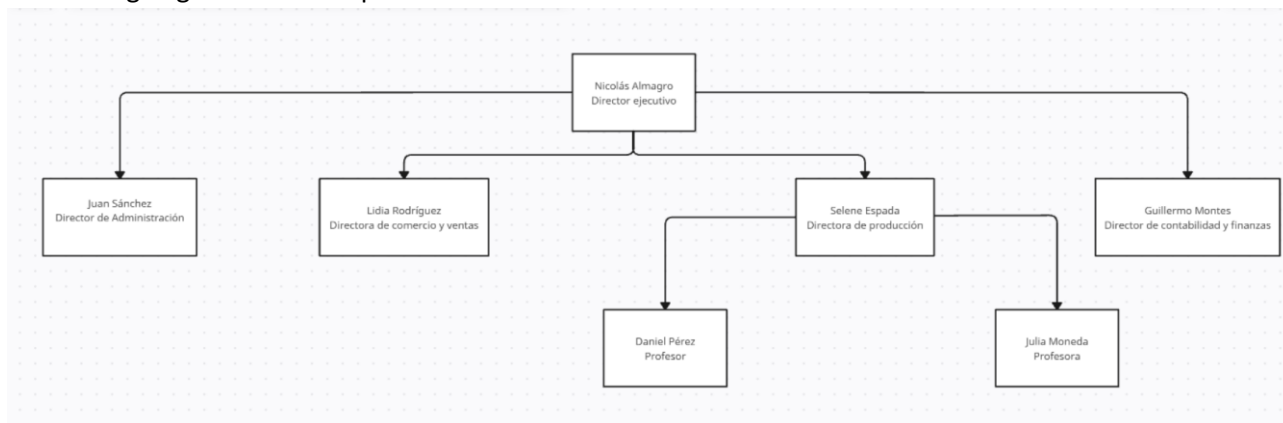 Nicolás Almagro
Director ejecutivo
Juan Sánchez
Director de Administración
Lidia Rodríguez
Directora de comercio y ventas
Selene Espada
Directora de producción
Guillermo Montes
Director de contabilidad y finanzas
Daniel Pérez
Profesor
Julia Moneda
Profesora